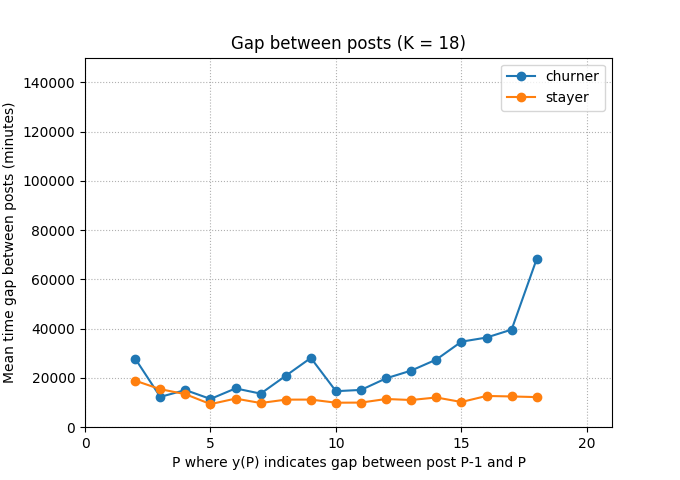 Gap between posts (K = 18)
churner
stayer
Mean time gap between posts (minutes)
140000
120000
100000
80000
60000
40000
20000
0
0
5
10
15
20
P where y(P) indicates gap between post P-1 and P